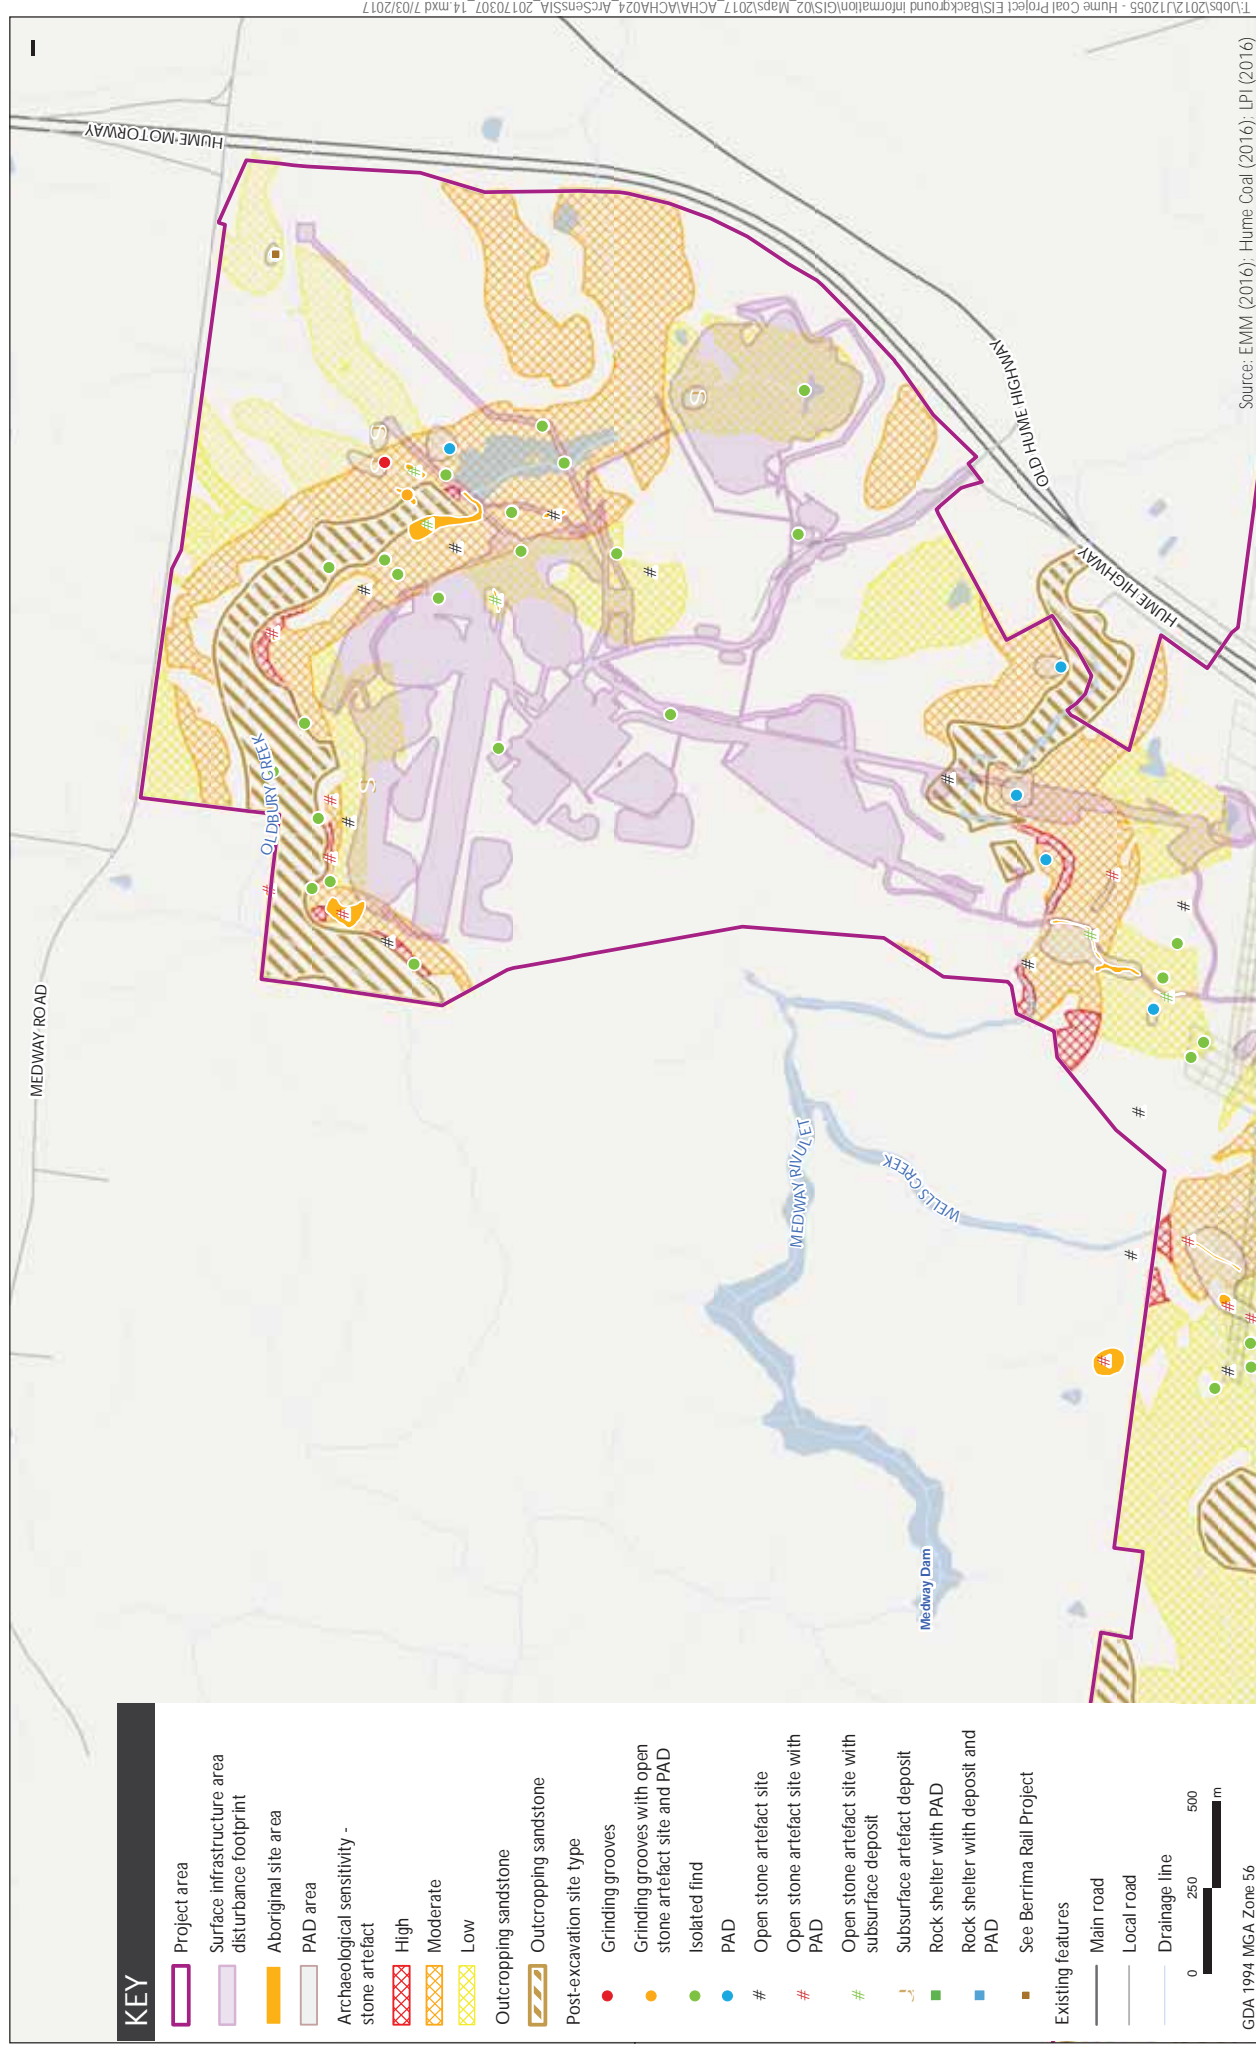 T:\Jobs\2012\J12055 - Hume Coal Project EIS\Background information\GIS\02_Maps\2017_ACHA\ACHA024_ArcSensSIA_20170307_14.mxd 7/03/2017
HUME MOTORWAY
OLD HUME HIGHWAY
HUME HIGHWAY
OLDBURY CREEK
MEDWAY ROAD
MEDWAY RIVULET
WELLS CREEK
Medway Dam
Source: EMM (2016); Hume Coal (2016); LPI (2016)
KEY
Project area
Surface infrastructure area
disturbance footprint
Aboriginal site area
PAD area
Archaeological sensitivity -
stone artefact
High
Moderate
Low
Outcropping sandstone
Outcropping sandstone
Post-excavation site type
Grinding grooves
Grinding grooves with open
stone artefact site and PAD
Isolated find
PAD
Open stone artefact site
Open stone artefact site with
PAD
Open stone artefact site with
subsurface deposit
Subsurface artefact deposit
Rock shelter with PAD
Rock shelter with deposit and
PAD
See Berrima Rail Project
Existing features
Main road
Local road
Drainage line
0 250 500
m
GDA 1994 MGA Zone 56